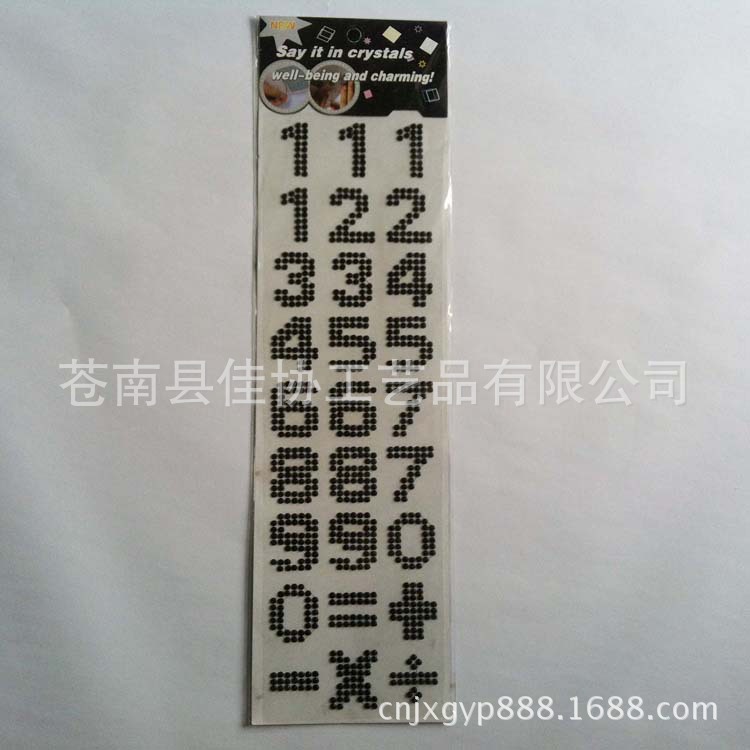 NEW
Say it in crystals
well-being and charming!
1 1 1
1 2 2
3 3 4
4 5 5
苍南县佳协工艺品有限公司
6 6 7
8 8 7
9 9 0
0 = +
= X ÷
cnjxgyp888.1688.com